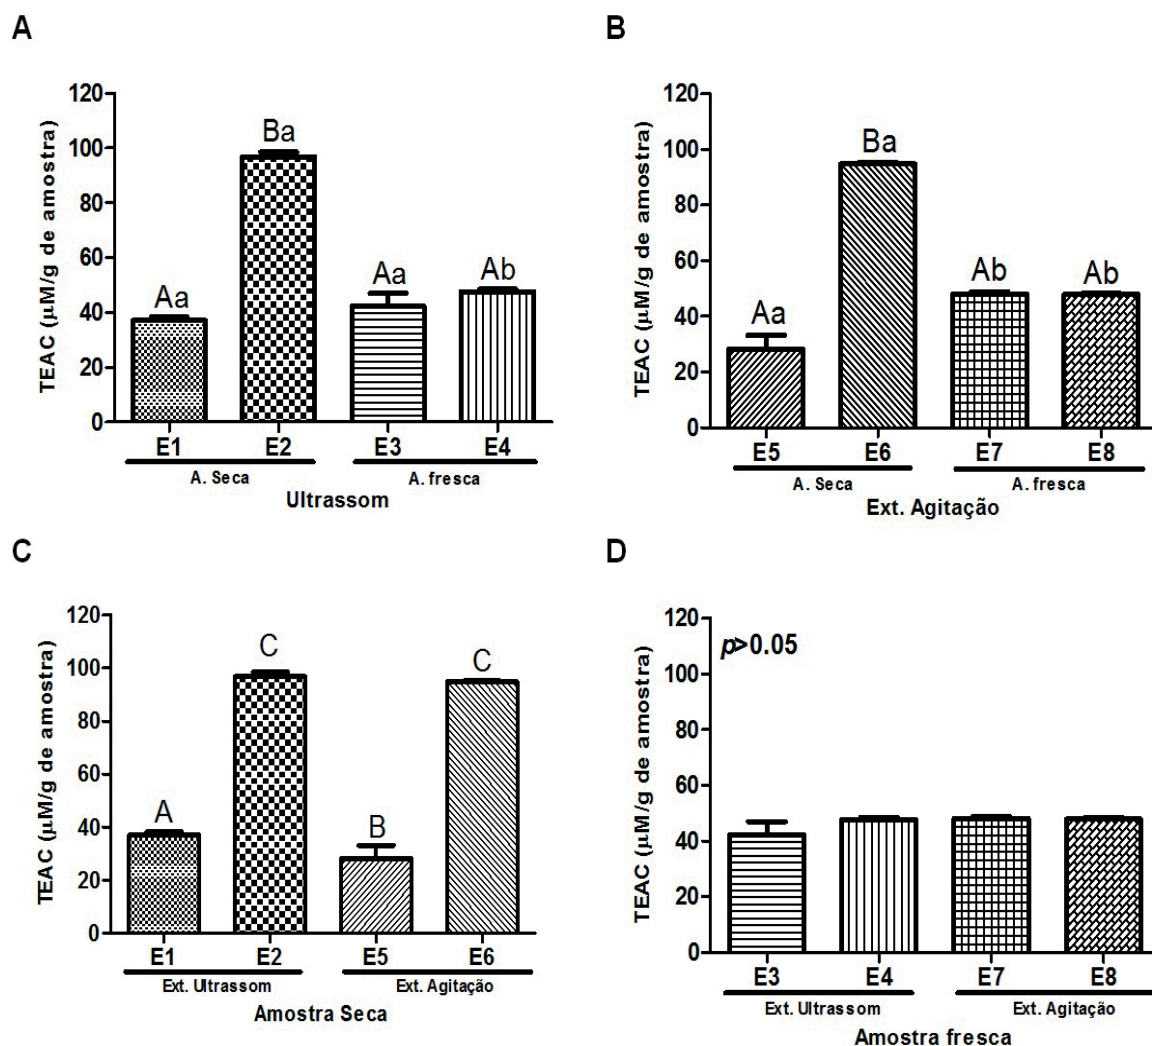 A
TEAC (µM/g de amostra)
120
100
80
60
40
20
0
Aa
Ba
Aa
Ab
E1 E2 E3 E4
A. Seca A. fresca
Ultrassom
B
TEAC (µM/g de amostra)
120
100
80
60
40
20
0
Aa
Ba
Ab
Ab
E5 E6 E7 E8
A. Seca A. fresca
Ext. Agitação
C
TEAC (µM/g de amostra)
120
100
80
60
40
20
0
A
C
B
C
E1 E2 E5 E6
Ext. Ultrassom Ext. Agitação
Amostra Seca
D
TEAC (µM/g de amostra)
120
100
80
60
40
20
0
p>0.05
E3 E4 E7 E8
Ext. Ultrassom Ext. Agitação
Amostra fresca